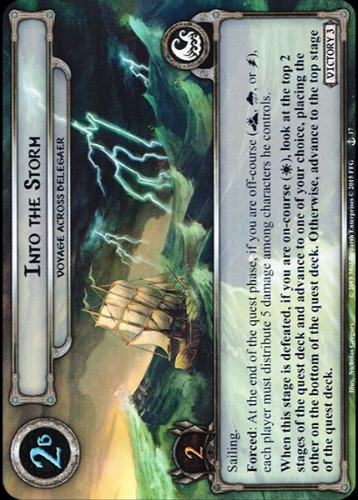 2B
INTO THE STORM
VOYAGE ACROSS BELEGAER
2
Sailing.
Forced: At the end of the quest phase, if you are off-course (, , or ),
each player must distribute 5 damage among characters he controls.
When this stage is defeated, if you are on-course (), look at the top 2
stages of the quest deck and advance to one of your choice, placing the
other on the bottom of the quest deck. Otherwise, advance to the top stage
of the quest deck.
VICTORY 3
Illus. Nicholas Gregory © 2015 Middle-earth Enterprises © 2015 FFG 17